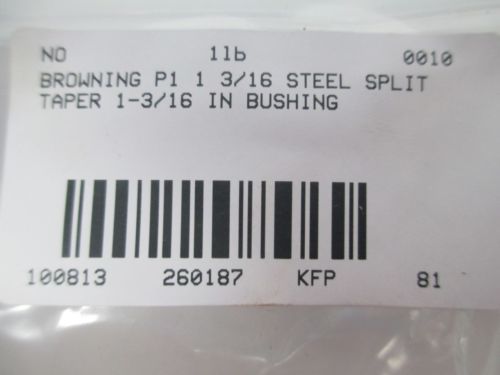 NO 1lb 0010
BROWNING P1 1 3/16 STEEL SPLIT
TAPER 1-3/16 IN BUSHING
100813 260187 KFP 81